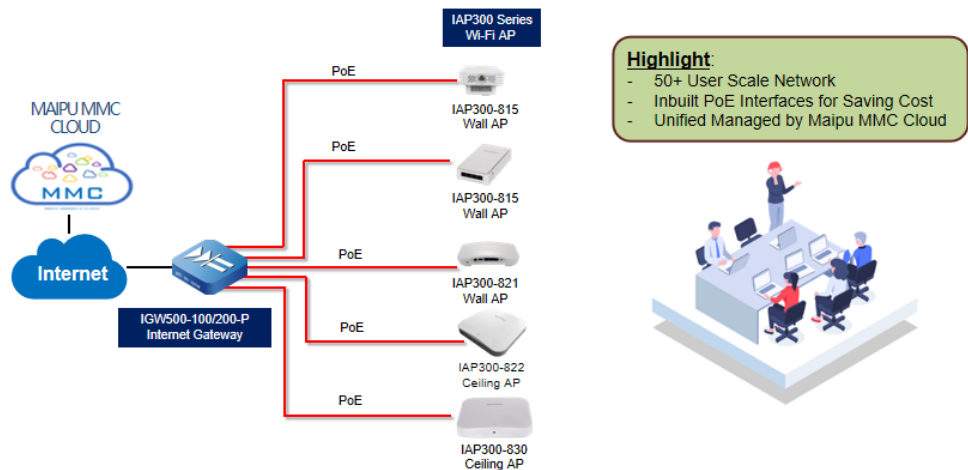 IAP300 Series
Wi-Fi AP
PoE
IAP300-815
Wall AP
MAIPU MMC
CLOUD
MMC
PoE
IAP300-815
Wall AP
Internet
PoE
IAP300-821
Wall AP
IGW500-100/200-P
Internet Gateway
PoE
IAP300-822
Ceiling AP
PoE
IAP300-830
Ceiling AP
Highlight:
- 50+ User Scale Network
- Inbuilt PoE Interfaces for Saving Cost
- Unified Managed by Maipu MMC Cloud